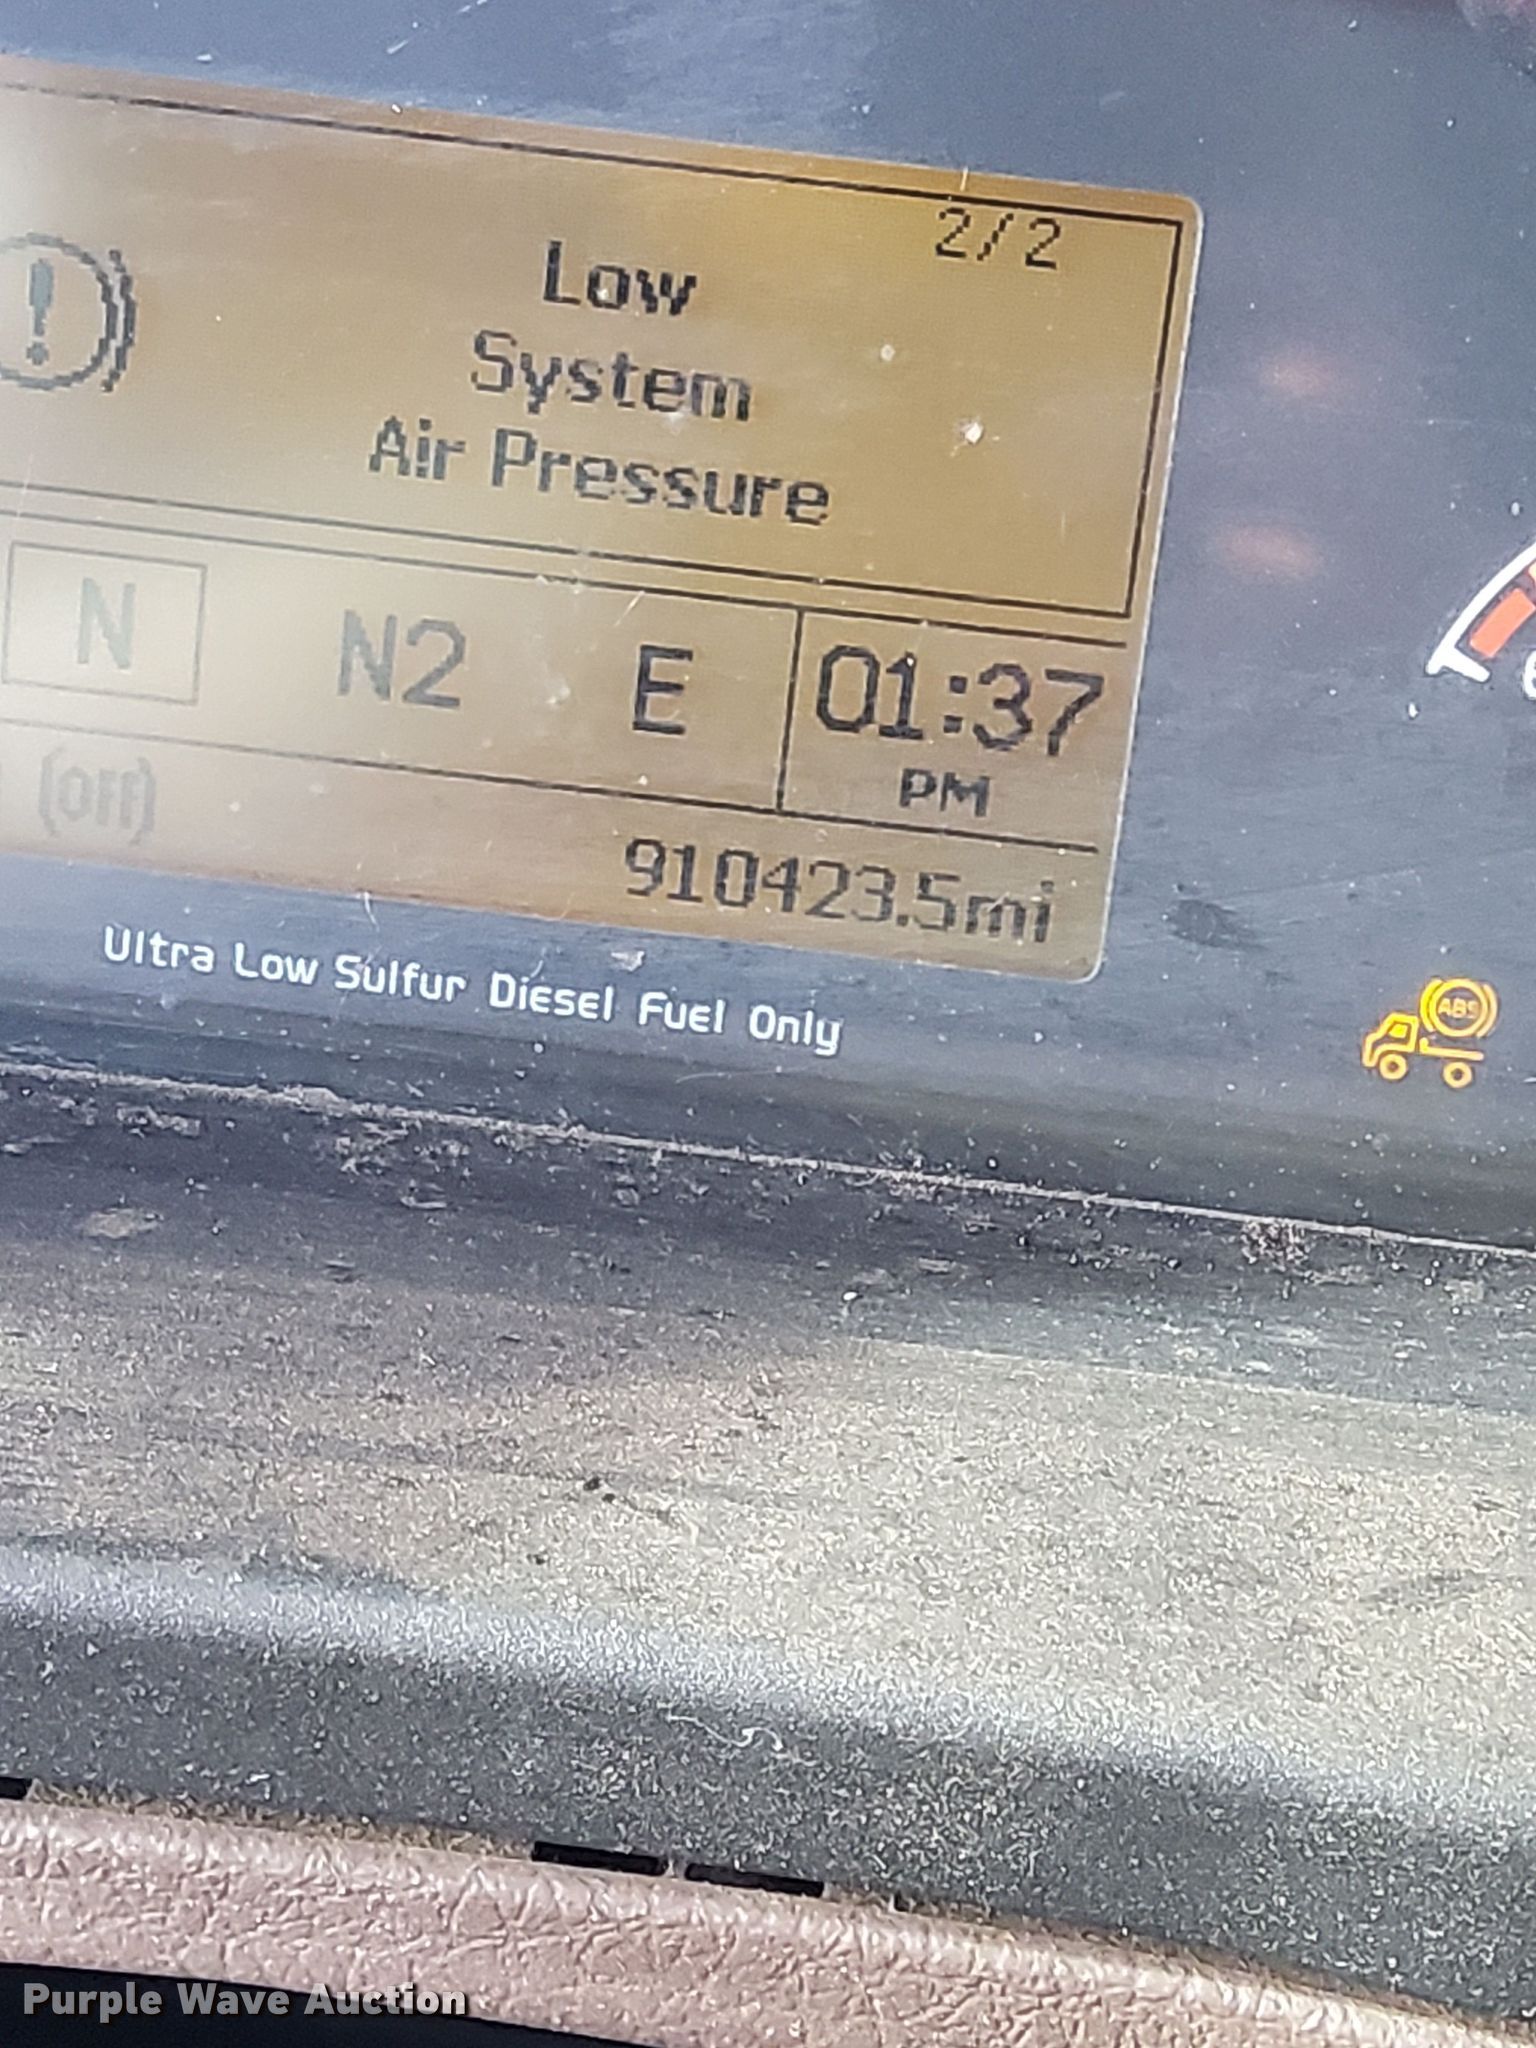 2/2
Low
System
Air Pressure
N N2 E 01:37
PM
(off)
910423.5mi
Ultra Low Sulfur Diesel Fuel Only
ABS
Purple Wave Auction